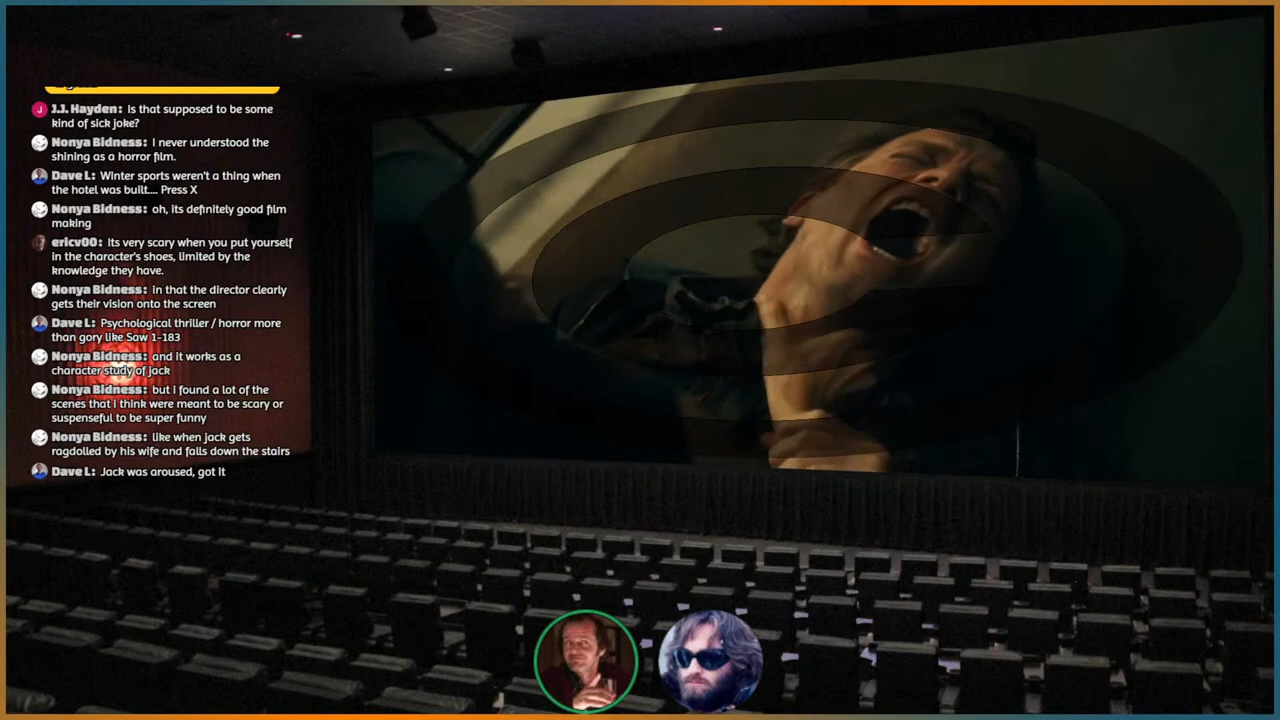 J.J. Hayden: Is that supposed to be some
kind of sick joke?
Nonya Bidness: I never understood the
shining as a horror film.
Dave L: Winter sports weren't a thing when
the hotel was built.... Press X
Nonya Bidness: oh, its definitely good film
making
ericv00: Its very scary when you put yourself
in the character's shoes, limited by the
knowledge they have.
Nonya Bidness: in that the director clearly
gets their vision onto the screen
Dave L: Psychological thriller / horror more
than gory like Saw 1-183
Nonya Bidness: and it works as a
character study of jack
Nonya Bidness: but i found a lot of the
scenes that i think were meant to be scary or
suspenseful to be super funny
Nonya Bidness: like when jack gets
ragdolled by his wife and falls down the stairs
Dave L: Jack was aroused, got it